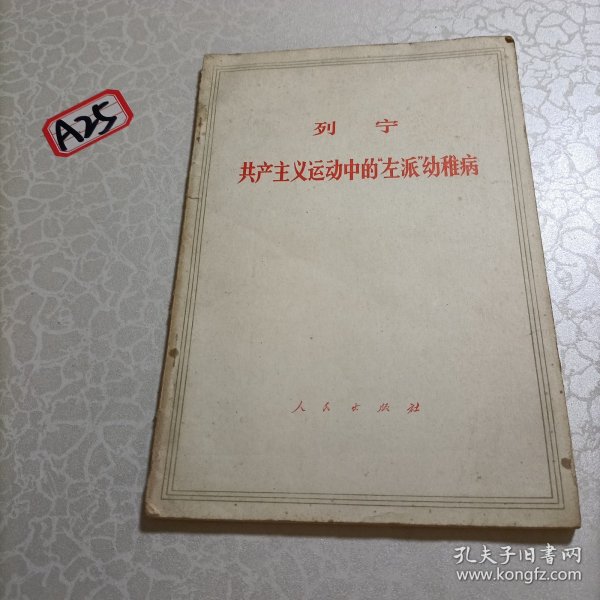 A25
列 宁
共产主义运动中的“左派”幼稚病
人民出版社
孔夫子旧书网
www.kongfz.com